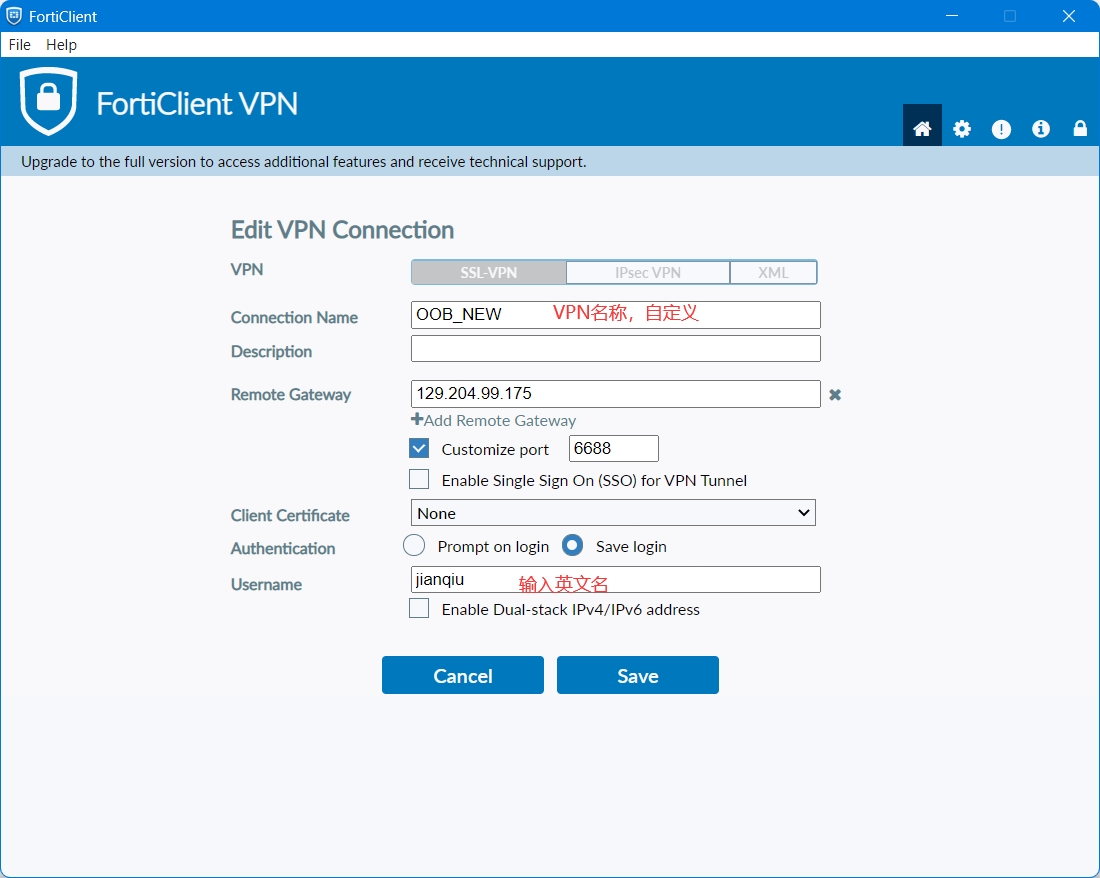 FortiClient
File Help
FortiClient VPN
Upgrade to the full version to access additional features and receive technical support.
Edit VPN Connection
VPN SSL-VPN IPsec VPN XML
Connection Name OOB_NEW VPN名称，自定义
Description
Remote Gateway 129.204.99.175
Add Remote Gateway
Customize port 6688
Enable Single Sign On (SSO) for VPN Tunnel
Client Certificate None
Authentication Prompt on login Save login
Username jianqiu 输入英文名
Enable Dual-stack IPv4/IPv6 address
Cancel Save